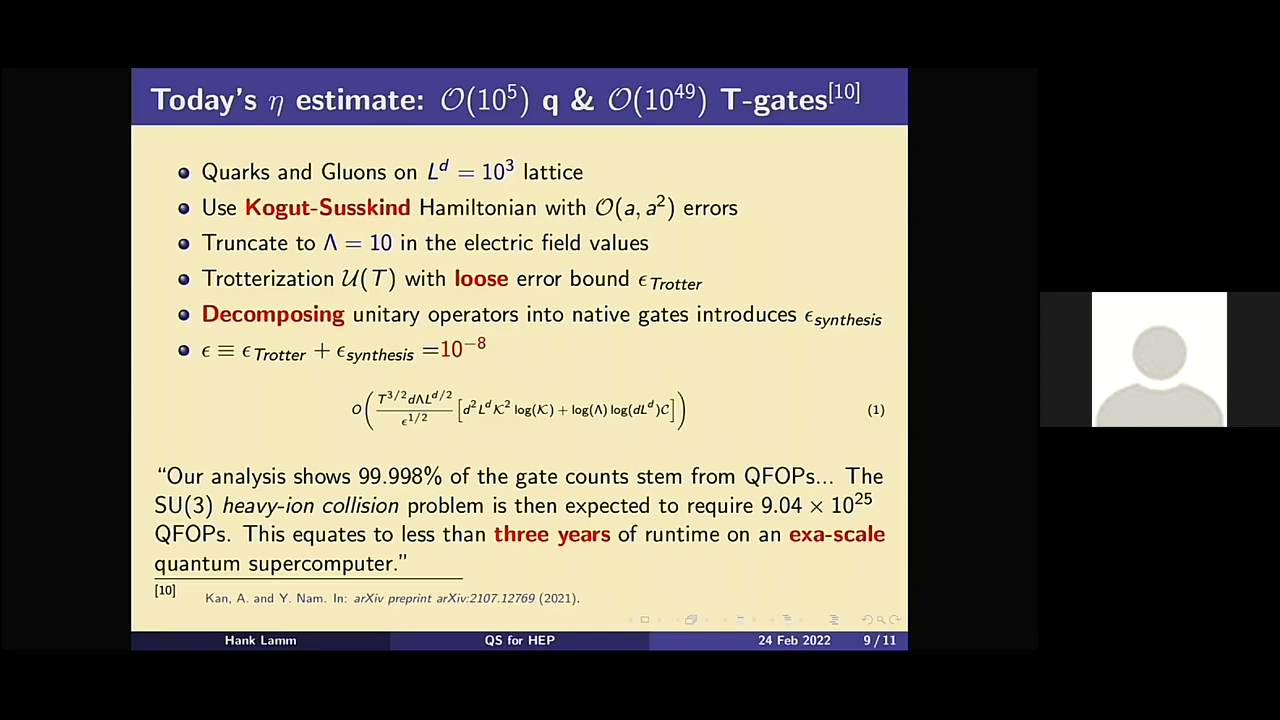 Today's η estimate: 𝒪(10⁵) q & 𝒪(10⁴⁹) T-gates[10]
Quarks and Gluons on Lᵈ = 10³ lattice
Use Kogut-Susskind Hamiltonian with 𝒪(a, a²) errors
Truncate to Λ = 10 in the electric field values
Trotterization 𝒰(T) with loose error bound ϵ_Trotter
Decomposing unitary operators into native gates introduces ϵ_synthesis
ϵ ≡ ϵ_Trotter + ϵ_synthesis =10⁻⁸
O( T^{3/2}dΛL^{d/2} / ϵ^{1/2} [d²Lᵈ𝒦² log(𝒦) + log(Λ) log(dLᵈ)𝒞] ) (1)
“Our analysis shows 99.998% of the gate counts stem from QFOPs... The
SU(3) heavy-ion collision problem is then expected to require 9.04 × 10²⁵
QFOPs. This equates to less than three years of runtime on an exa-scale
quantum supercomputer.”
[10] Kan, A. and Y. Nam. In: arXiv preprint arXiv:2107.12769 (2021).
Hank Lamm QS for HEP 24 Feb 2022 9 / 11